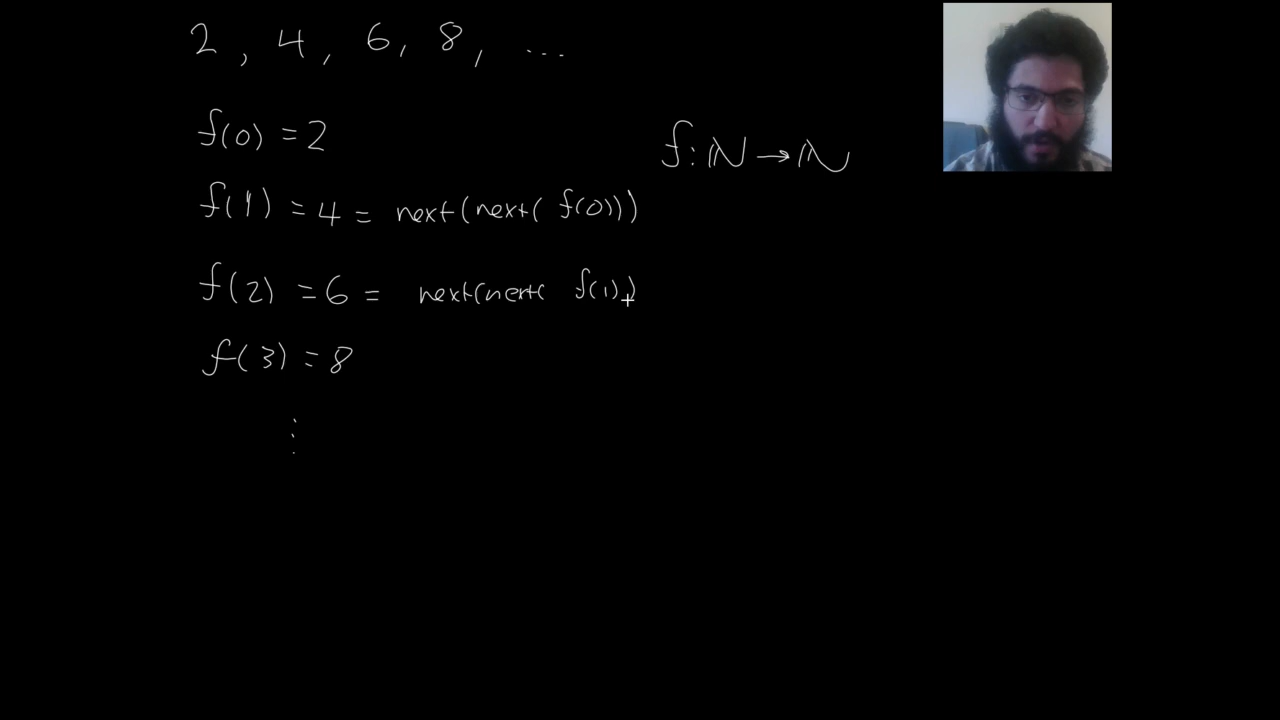 2, 4, 6, 8, ...
f(0) = 2
f: ℕ → ℕ
f(1) = 4 = next(next( f(0)))
f(2) = 6 = next(next( f(1))
f(3) = 8
⋮